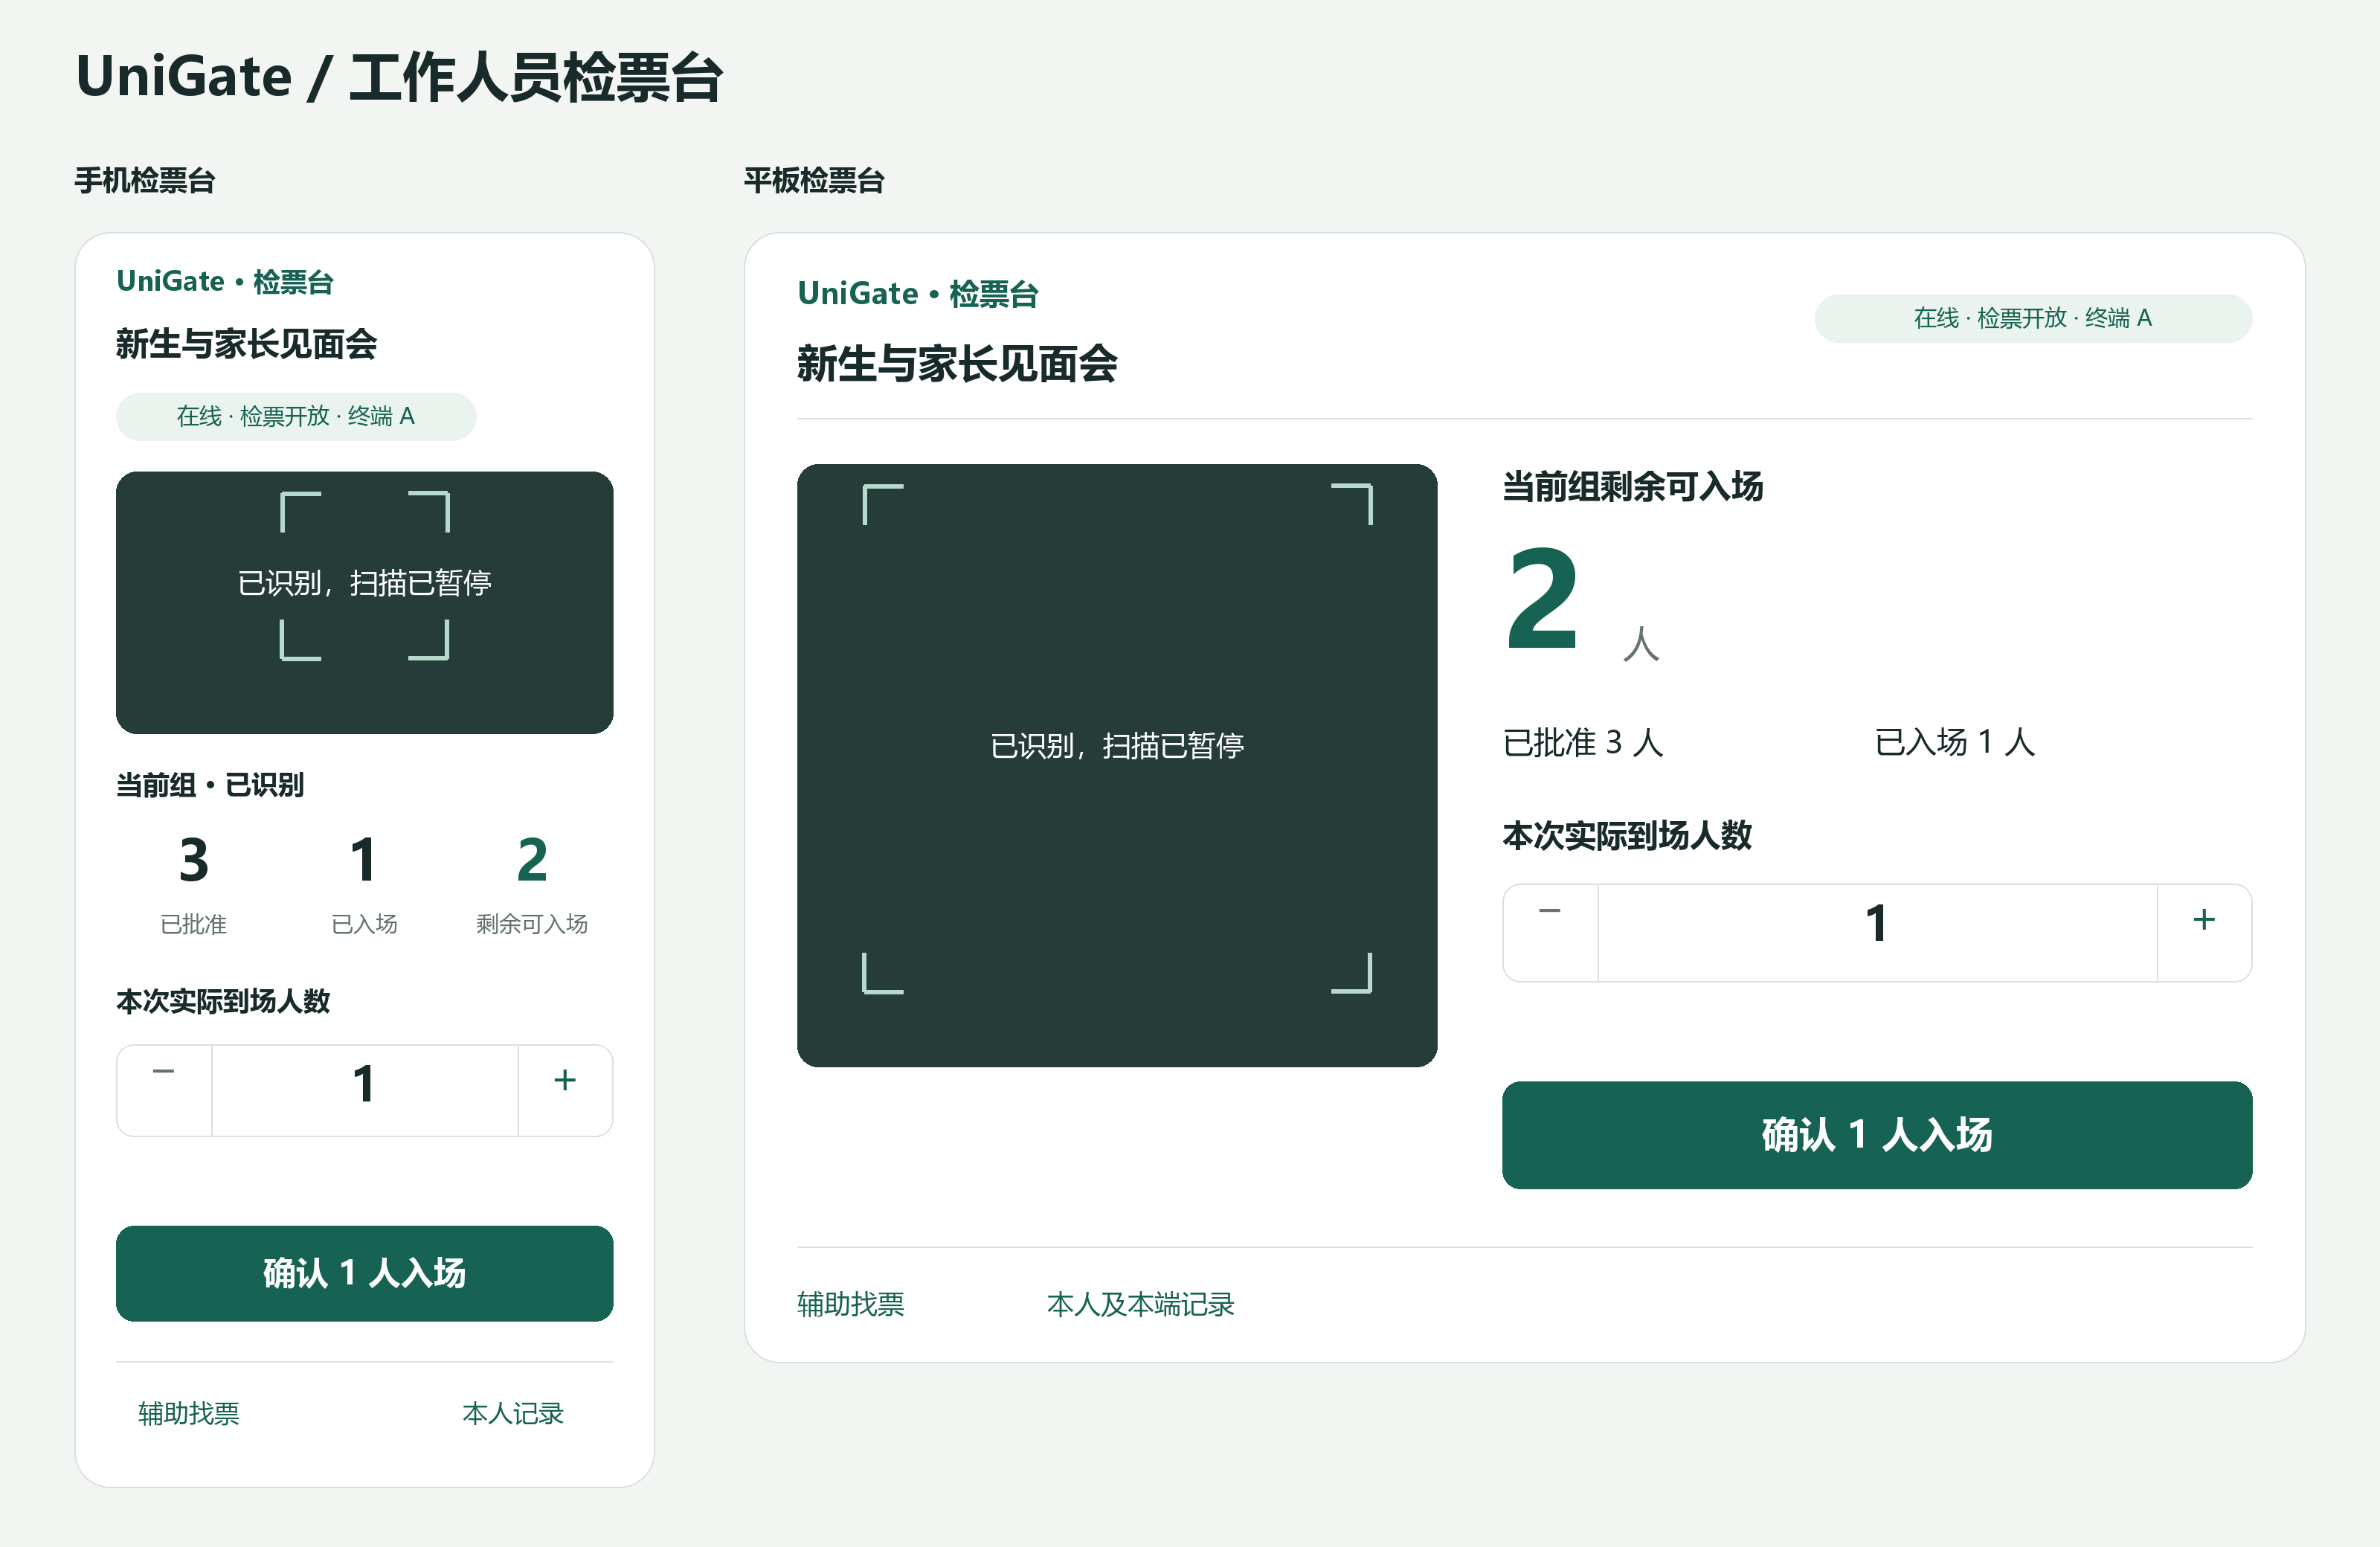 UniGate / 工作人员检票台
手机检票台
UniGate • 检票台
新生与家长见面会
在线 · 检票开放 · 终端 A
已识别，扫描已暂停
当前组 • 已识别
3 1 2
已批准 已入场 剩余可入场
本次实际到场人数
− 1 +
确认 1 人入场
辅助找票 本人记录
平板检票台
UniGate • 检票台
新生与家长见面会
在线 · 检票开放 · 终端 A
已识别，扫描已暂停
当前组剩余可入场
2 人
已批准 3 人 已入场 1 人
本次实际到场人数
− 1 +
确认 1 人入场
辅助找票 本人及本端记录